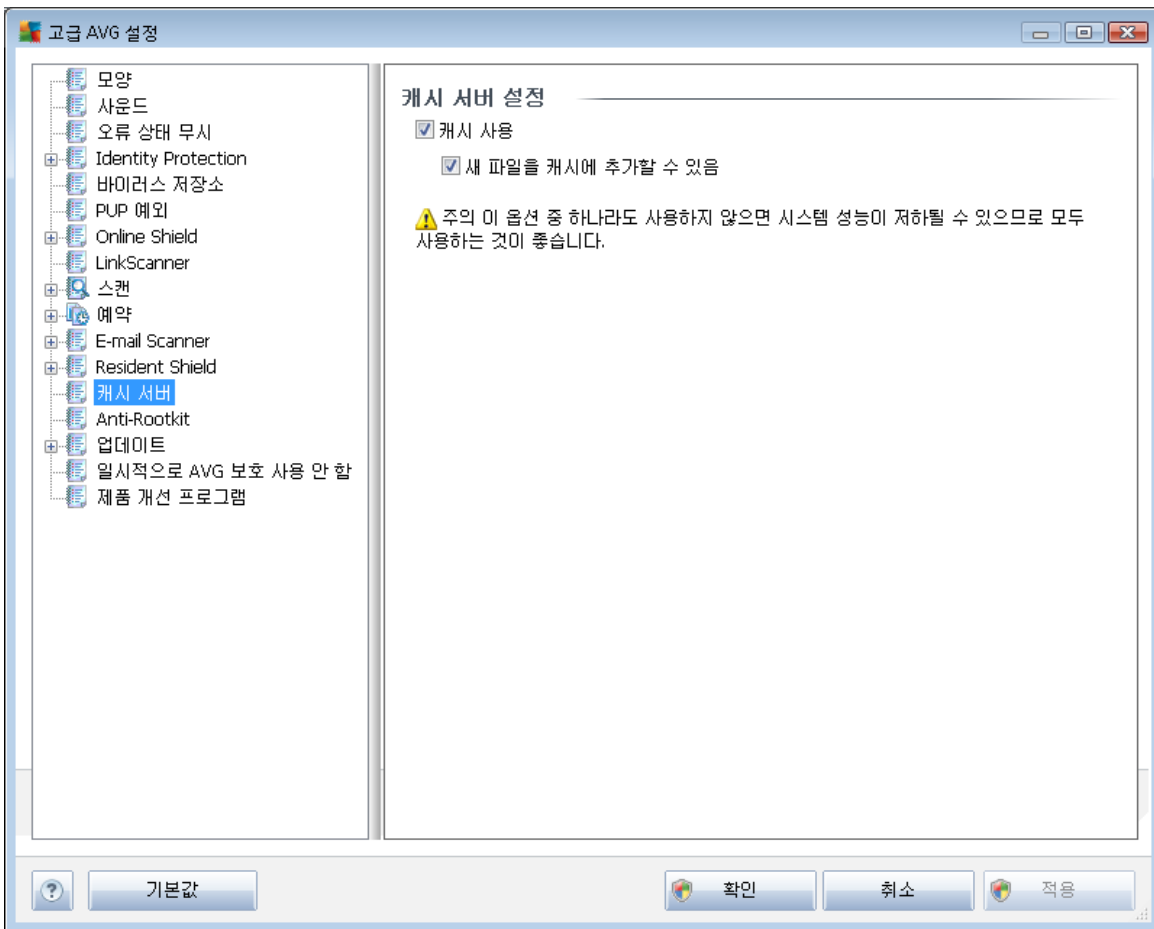 고급 AVG 설정
모양
사운드
오류 상태 무시
Identity Protection
바이러스 저장소
PUP 예외
Online Shield
LinkScanner
스캔
예약
E-mail Scanner
Resident Shield
캐시 서버
Anti-Rootkit
업데이트
일시적으로 AVG 보호 사용 안 함
제품 개선 프로그램
캐시 서버 설정
캐시 사용
새 파일을 캐시에 추가할 수 있음
주의 이 옵션 중 하나라도 사용하지 않으면 시스템 성능이 저하될 수 있으므로 모두
사용하는 것이 좋습니다.
기본값
확인
취소
적용